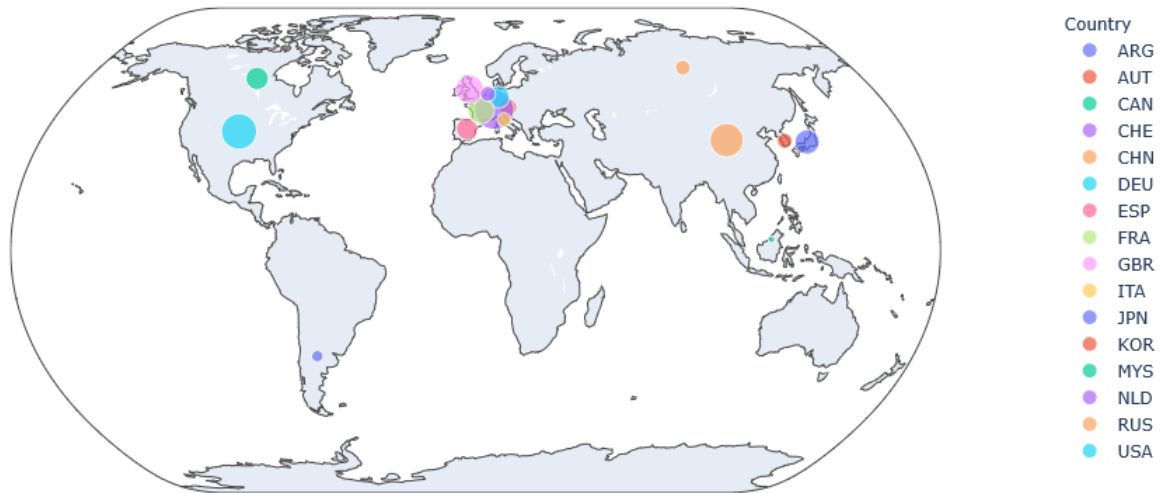 Country
ARG
AUT
CAN
CHE
CHN
DEU
ESP
FRA
GBR
ITA
JPN
KOR
MYS
NLD
RUS
USA